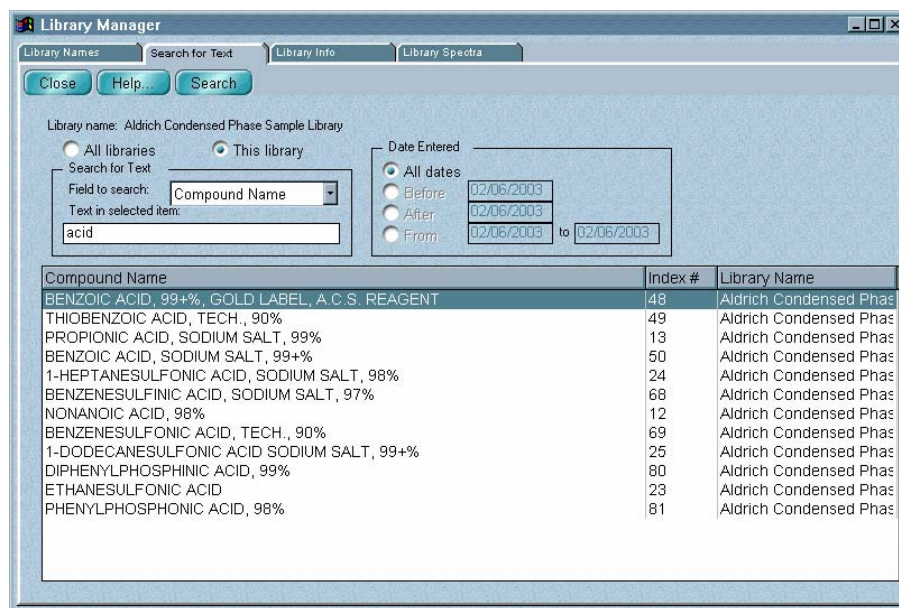 Library Manager
Library Names Search for Text Library Info Library Spectra
Close Help... Search
Library name: Aldrich Condensed Phase Sample Library
All libraries This library
Search for Text
Field to search: Compound Name
Text in selected item:
acid
Date Entered
All dates
Before 02/06/2003
After 02/06/2003
From 02/06/2003 to 02/06/2003
Compound Name Index # Library Name
BENZOIC ACID, 99+%, GOLD LABEL, A.C.S. REAGENT 48 Aldrich Condensed Phas
THIOBENZOIC ACID, TECH., 90% 49 Aldrich Condensed Phas
PROPIONIC ACID, SODIUM SALT, 99% 13 Aldrich Condensed Phas
BENZOIC ACID, SODIUM SALT, 99+% 50 Aldrich Condensed Phas
1-HEPTANESULFONIC ACID, SODIUM SALT, 98% 24 Aldrich Condensed Phas
BENZENESULFINIC ACID, SODIUM SALT, 97% 68 Aldrich Condensed Phas
NONANOIC ACID, 98% 12 Aldrich Condensed Phas
BENZENESULFONIC ACID, TECH., 90% 69 Aldrich Condensed Phas
1-DODECANESULFONIC ACID SODIUM SALT, 99+% 25 Aldrich Condensed Phas
DIPHENYLPHOSPHINIC ACID, 99% 80 Aldrich Condensed Phas
ETHANESULFONIC ACID 23 Aldrich Condensed Phas
PHENYLPHOSPHONIC ACID, 98% 81 Aldrich Condensed Phas